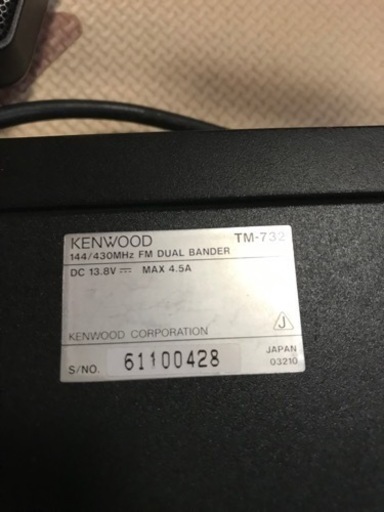 KENWOOD TM-732
144/430MHz FM DUAL BANDER
DC 13.8V ⎓ MAX 4.5A
KENWOOD CORPORATION
J
S/NO. 61100428
JAPAN
03210